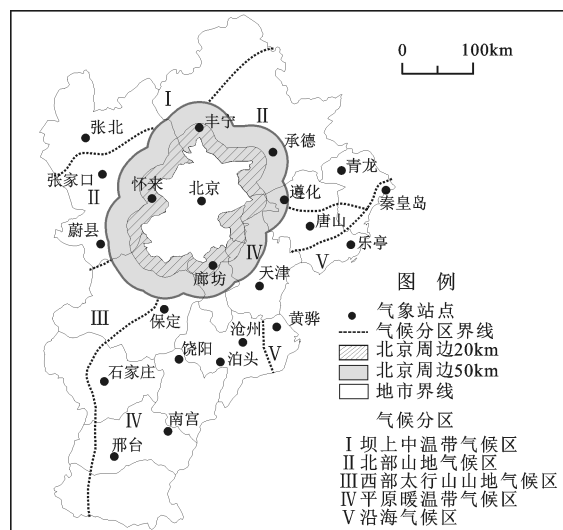 0 100km
Ⅰ
Ⅱ
丰宁
承德
张北
青龙
张家口
Ⅱ
怀来
北京
遵化
秦皇岛
唐山
蔚县
Ⅳ
乐亭
Ⅴ
廊坊
天津
Ⅲ
保定
沧州
黄骅
饶阳
泊头
Ⅴ
石家庄
Ⅳ
南宫
邢台
图 例
气象站点
气候分区界线
北京周边20km
北京周边50km
地市界线
气候分区
Ⅰ坝上中温带气候区
Ⅱ北部山地气候区
Ⅲ西部太行山山地气候区
Ⅳ平原暖温带气候区
Ⅴ沿海气候区